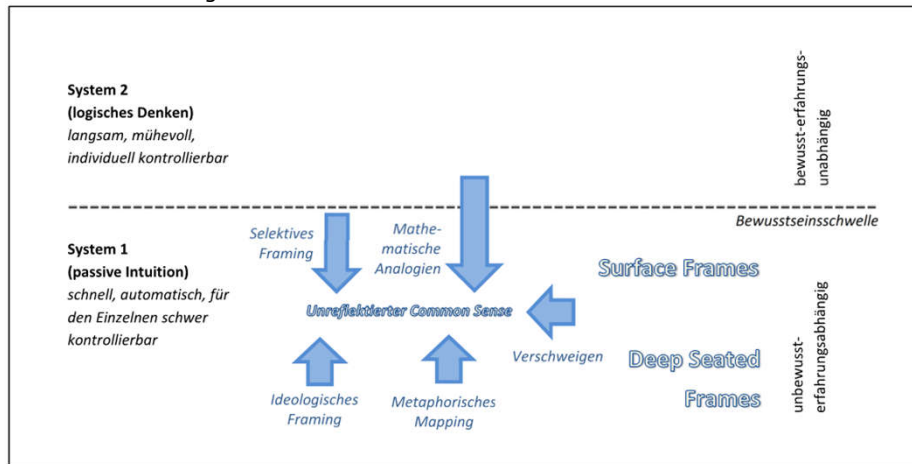 System 2
(logisches Denken)
langsam, mühevoll,
individuell kontrollierbar
bewusst-erfahrungs-
unabhängig
Bewusstseinsschwelle
System 1
(passive Intuition)
schnell, automatisch, für
den Einzelnen schwer
kontrollierbar
Selektives
Framing
Mathe-
matische
Analogien
Surface Frames
Unreflektierter Common Sense
Verschweigen
Deep Seated
Frames
Ideologisches
Framing
Metaphorisches
Mapping
unbewusst-
erfahrungsabhängig